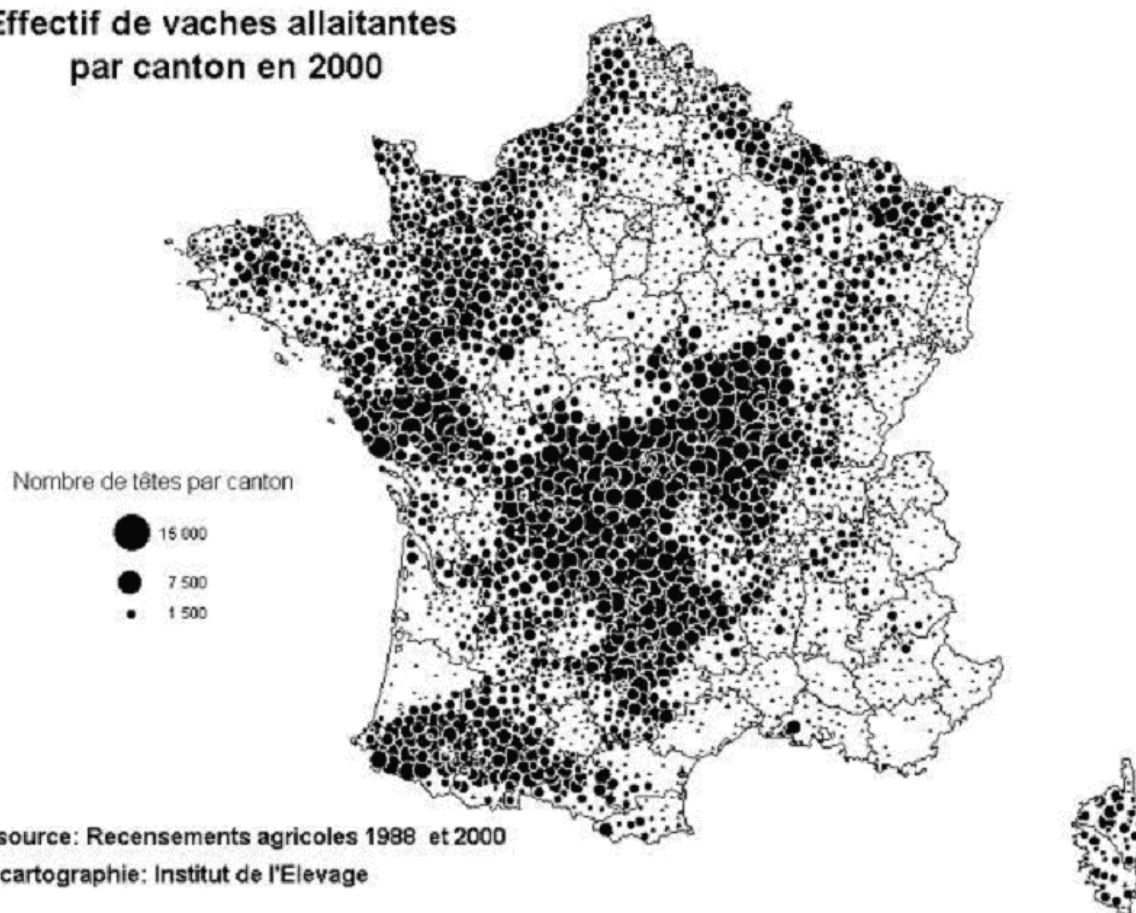 Effectif de vaches allaitantes
par canton en 2000
Nombre de têtes par canton
15 000
7 500
1 500
source: Recensements agricoles 1988 et 2000
cartographie: Institut de l'Elevage